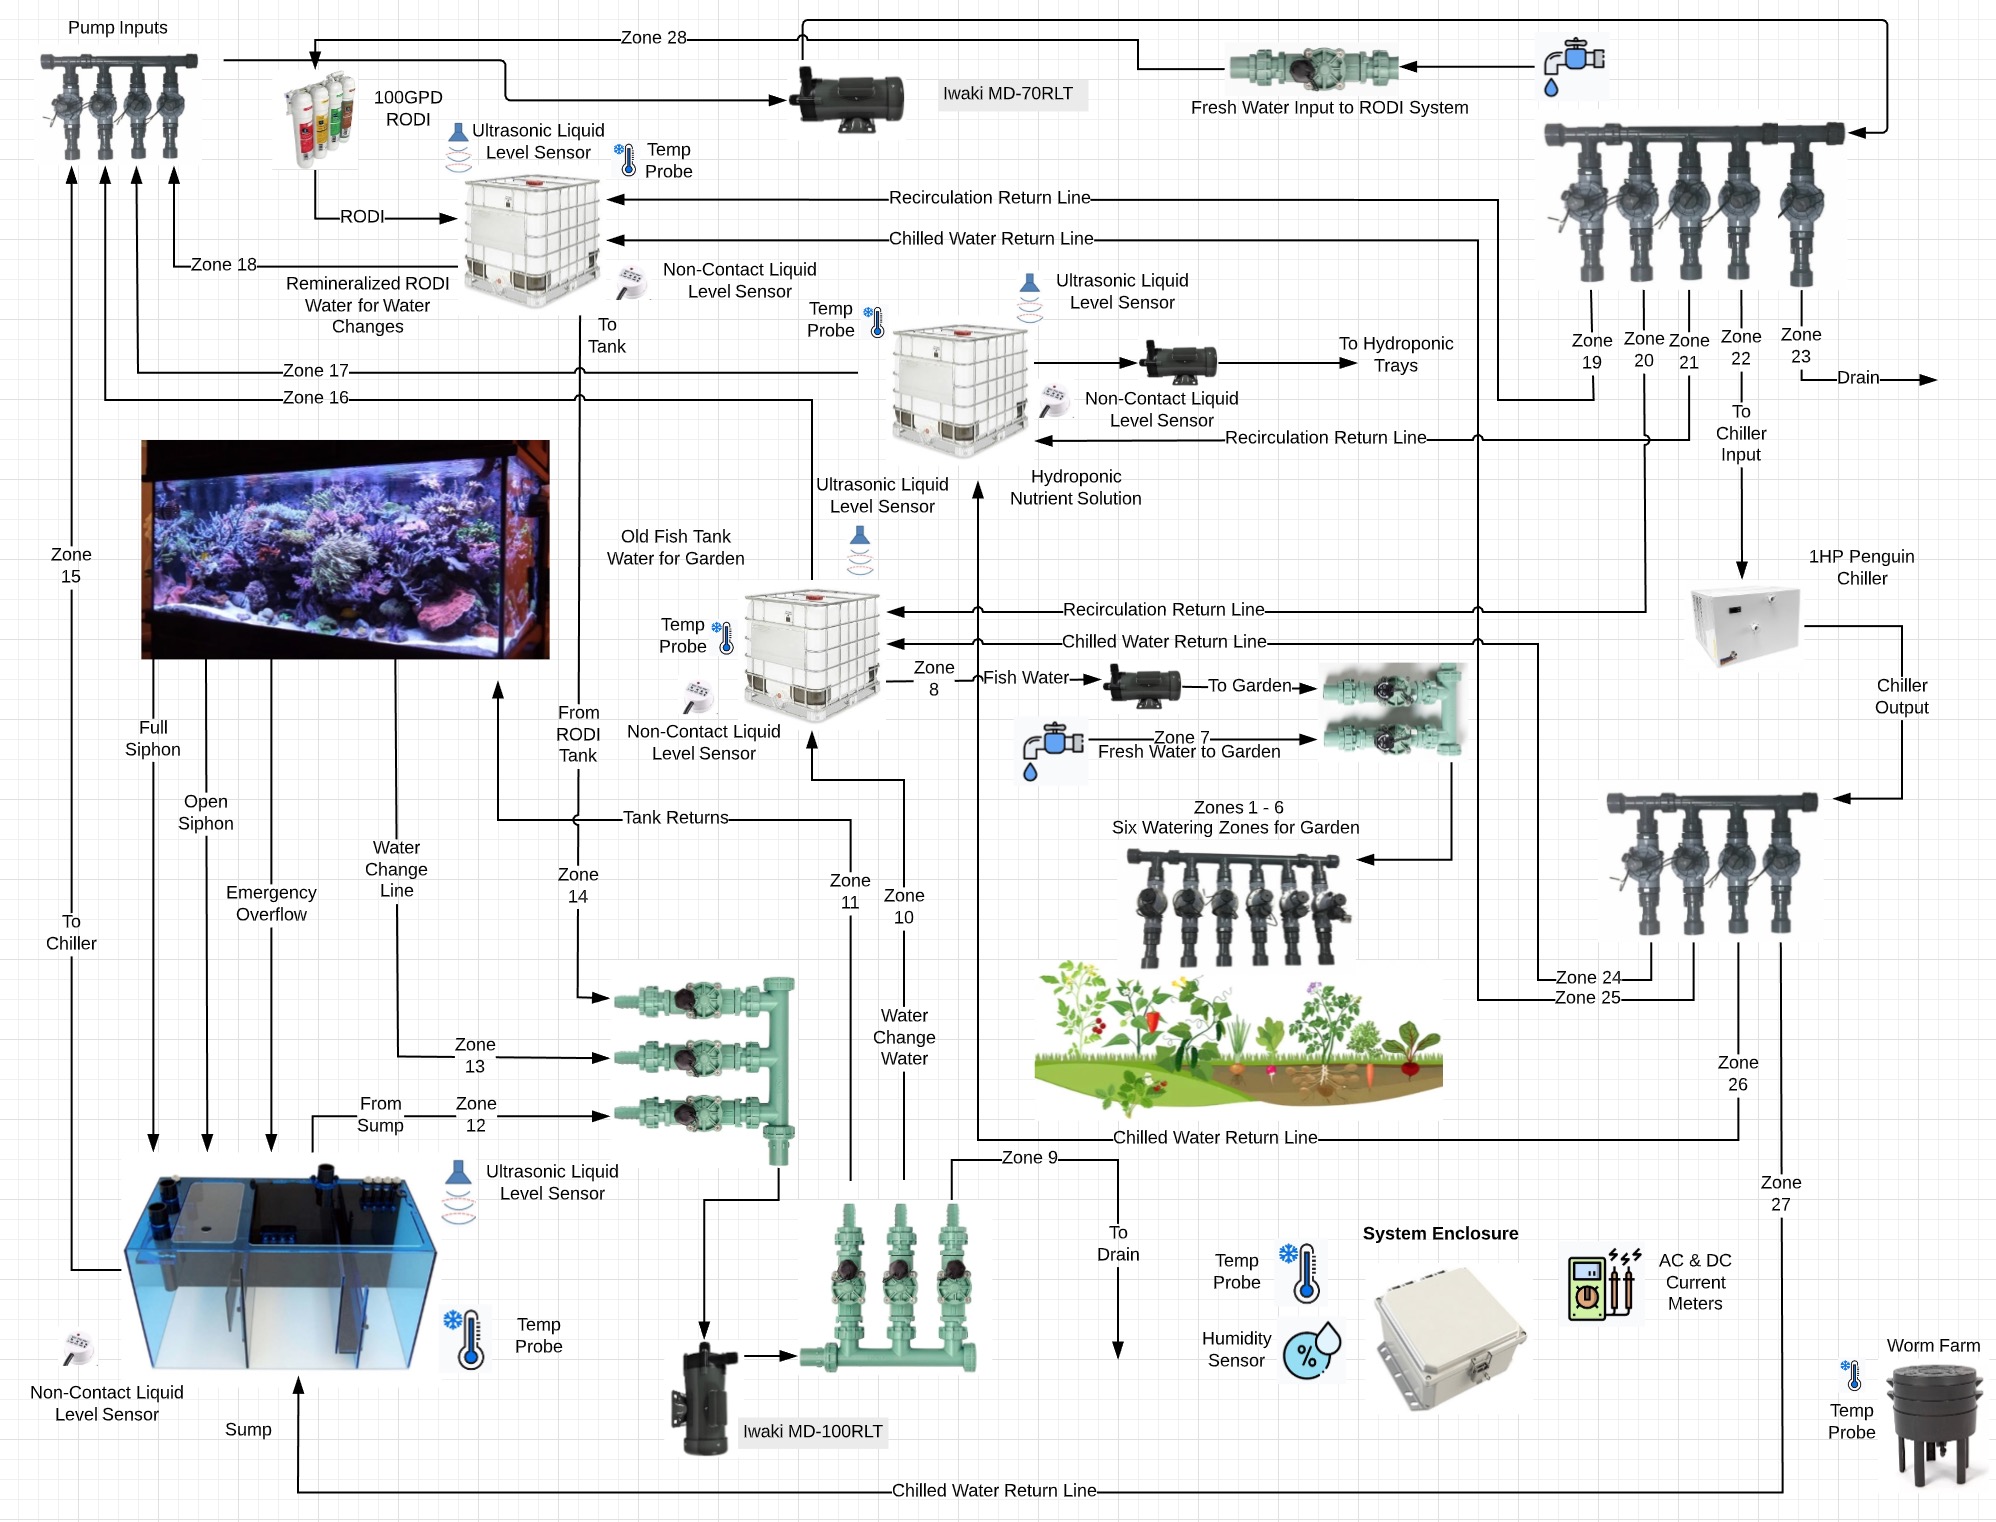 Pump Inputs
Zone 28
100GPD
RODI
Iwaki MD-70RLT
Fresh Water Input to RODI System
Ultrasonic Liquid
Level Sensor
Temp
Probe
RODI
Recirculation Return Line
Chilled Water Return Line
Zone 18
Remineralized RODI
Water for Water
Changes
Non-Contact Liquid
Level Sensor
To
Tank
Temp
Probe
Ultrasonic Liquid
Level Sensor
Zone 17
Zone 16
To Hydroponic
Trays
Non-Contact Liquid
Level Sensor
Recirculation Return Line
Hydroponic
Nutrient Solution
Zone
19
Zone
20
Zone
21
Zone
22
Zone
23
Drain
To
Chiller
Input
Ultrasonic Liquid
Level Sensor
Old Fish Tank
Water for Garden
Zone
15
1HP Penguin
Chiller
Temp
Probe
Recirculation Return Line
Chilled Water Return Line
Zone
8
Fish Water
To Garden
Chiller
Output
Full
Siphon
From
RODI
Tank
Non-Contact Liquid
Level Sensor
Zone 7
Fresh Water to Garden
Open
Siphon
Tank Returns
Zones 1 - 6
Six Watering Zones for Garden
Water
Change
Line
Emergency
Overflow
Zone
14
Zone
11
Zone
10
To
Chiller
Zone 24
Zone 25
Water
Change
Water
Zone
13
Zone
26
From
Sump
Zone
12
Chilled Water Return Line
Zone 9
Ultrasonic Liquid
Level Sensor
Zone
27
To
Drain
System Enclosure
Temp
Probe
AC & DC
Current
Meters
Temp
Probe
Humidity
Sensor
%
Worm Farm
Non-Contact Liquid
Level Sensor
Sump
Iwaki MD-100RLT
Temp
Probe
Chilled Water Return Line